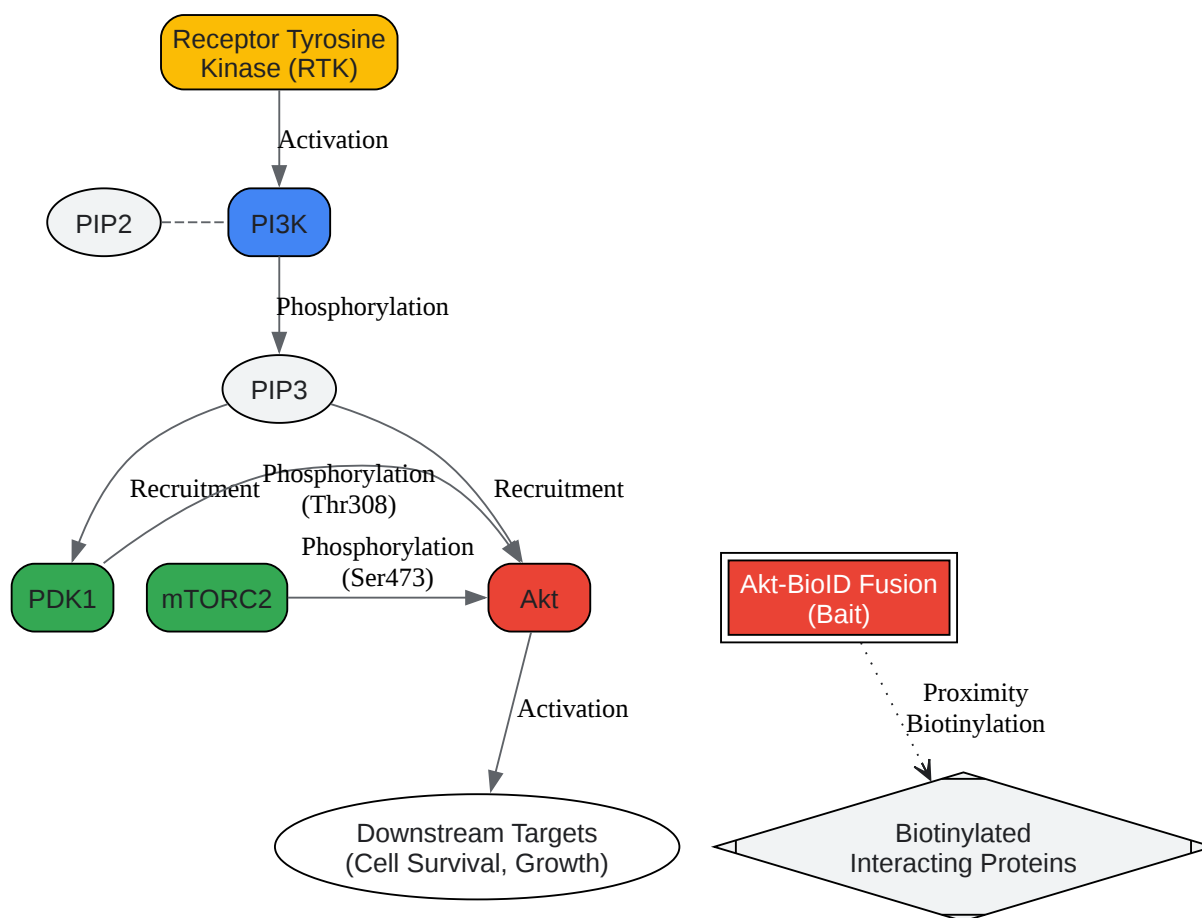 Receptor Tyrosine
Kinase (RTK)
Activation
PIP2
PI3K
Phosphorylation
PIP3
Recruitment
Phosphorylation
(Thr308)
Recruitment
Phosphorylation
(Ser473)
PDK1
mTORC2
Akt
Akt-BioID Fusion
(Bait)
Activation
Proximity
Biotinylation
Downstream Targets
(Cell Survival, Growth)
Biotinylated
Interacting Proteins